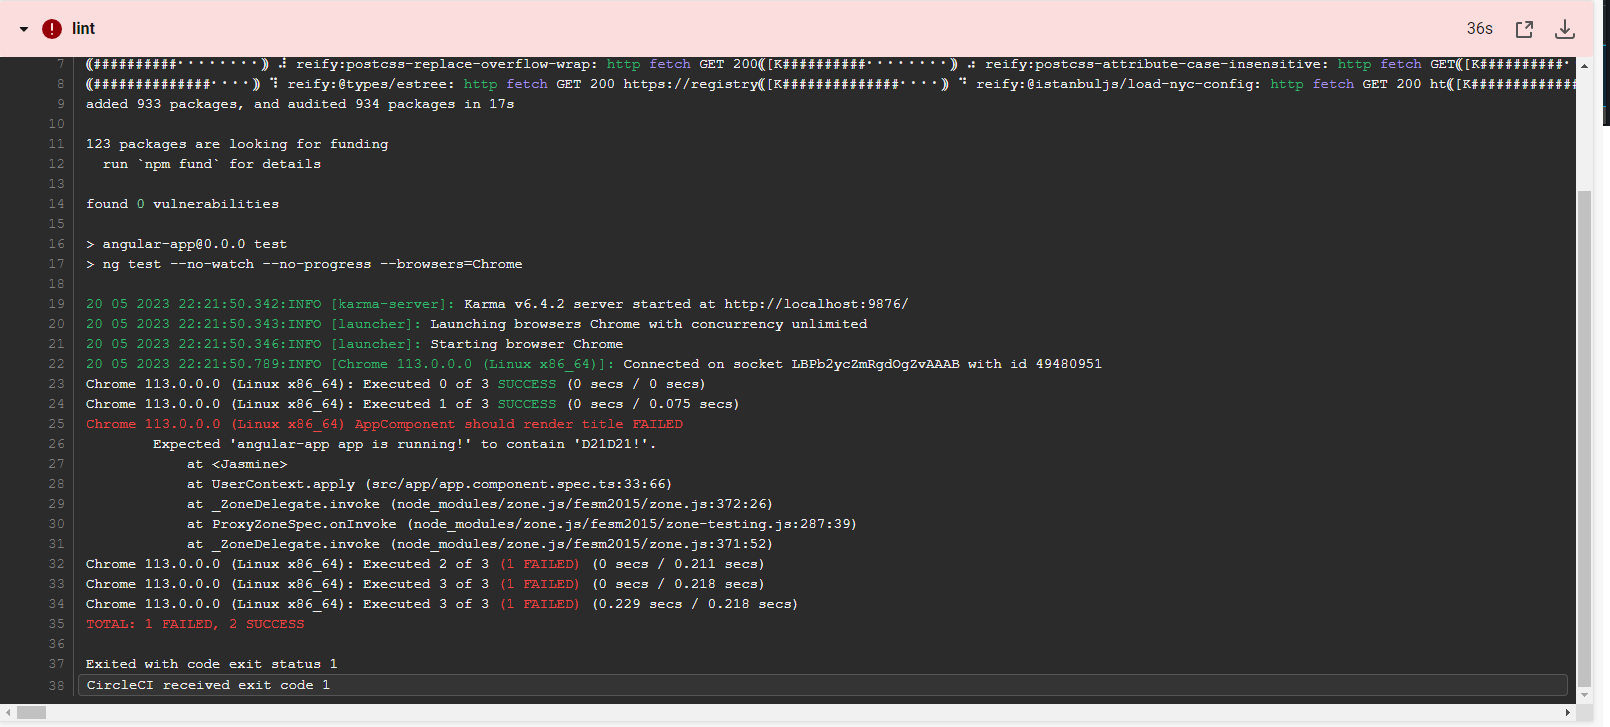 lint
36s
7 ((##########········)) reify:postcss-replace-overflow-wrap: http fetch GET 200(([K##########········)) reify:postcss-attribute-case-insensitive: http fetch GET(([K##########·
8 ((##############····)) reify:@types/estree: http fetch GET 200 https://registry(([K##############····)) reify:@istanbuljs/load-nyc-config: http fetch GET 200 ht(([K#############
9 added 933 packages, and audited 934 packages in 17s
10
11 123 packages are looking for funding
12 run `npm fund` for details
13
14 found 0 vulnerabilities
15
16 > angular-app@0.0.0 test
17 > ng test --no-watch --no-progress --browsers=Chrome
18
19 20 05 2023 22:21:50.342:INFO [karma-server]: Karma v6.4.2 server started at http://localhost:9876/
20 20 05 2023 22:21:50.343:INFO [launcher]: Launching browsers Chrome with concurrency unlimited
21 20 05 2023 22:21:50.346:INFO [launcher]: Starting browser Chrome
22 20 05 2023 22:21:50.789:INFO [Chrome 113.0.0.0 (Linux x86_64)]: Connected on socket LBPb2ycZmRgdOgZvAAAB with id 49480951
23 Chrome 113.0.0.0 (Linux x86_64): Executed 0 of 3 SUCCESS (0 secs / 0 secs)
24 Chrome 113.0.0.0 (Linux x86_64): Executed 1 of 3 SUCCESS (0 secs / 0.075 secs)
25 Chrome 113.0.0.0 (Linux x86_64) AppComponent should render title FAILED
26 Expected 'angular-app app is running!' to contain 'D21D21!'.
27 at <Jasmine>
28 at UserContext.apply (src/app/app.component.spec.ts:33:66)
29 at _ZoneDelegate.invoke (node_modules/zone.js/fesm2015/zone.js:372:26)
30 at ProxyZoneSpec.onInvoke (node_modules/zone.js/fesm2015/zone-testing.js:287:39)
31 at _ZoneDelegate.invoke (node_modules/zone.js/fesm2015/zone.js:371:52)
32 Chrome 113.0.0.0 (Linux x86_64): Executed 2 of 3 (1 FAILED) (0 secs / 0.211 secs)
33 Chrome 113.0.0.0 (Linux x86_64): Executed 3 of 3 (1 FAILED) (0 secs / 0.218 secs)
34 Chrome 113.0.0.0 (Linux x86_64): Executed 3 of 3 (1 FAILED) (0.229 secs / 0.218 secs)
35 TOTAL: 1 FAILED, 2 SUCCESS
36
37 Exited with code exit status 1
38 CircleCI received exit code 1